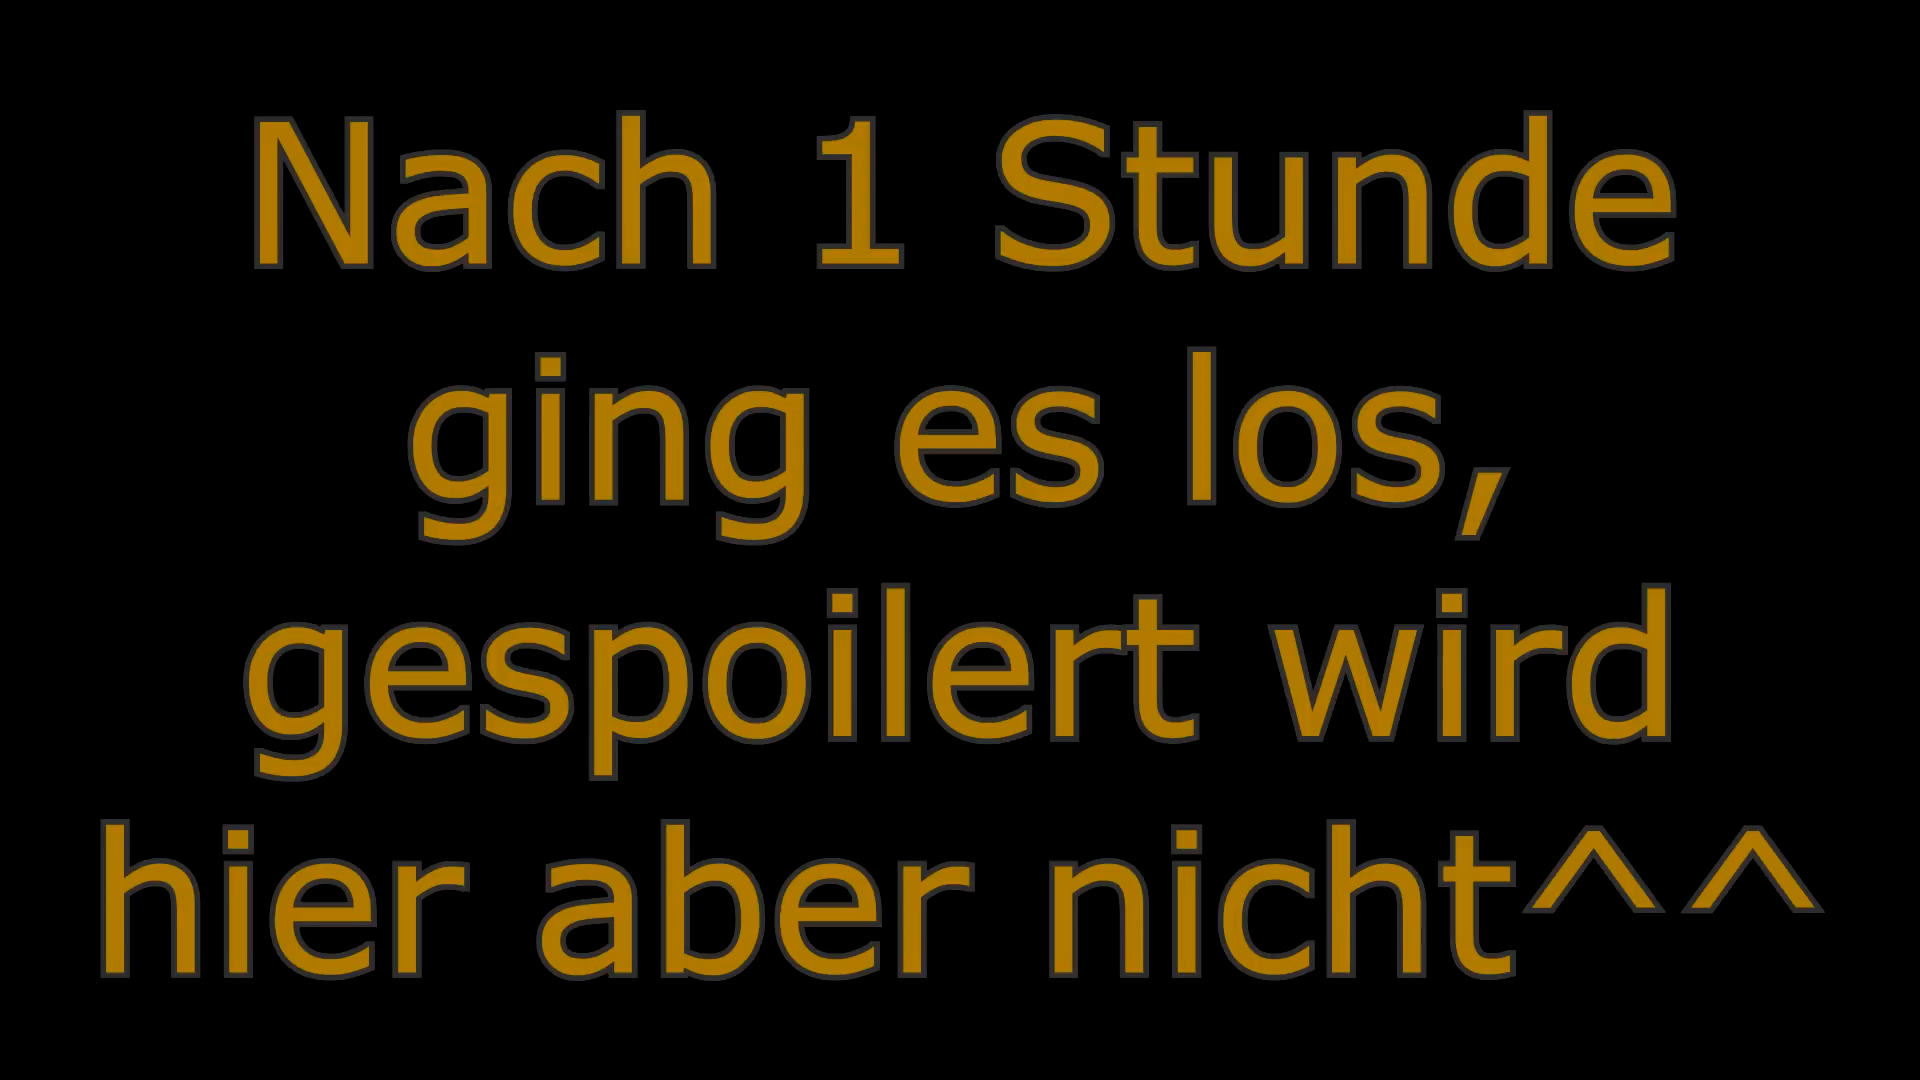 Nach 1 Stunde
ging es los,
gespoilert wird
hier aber nicht^^